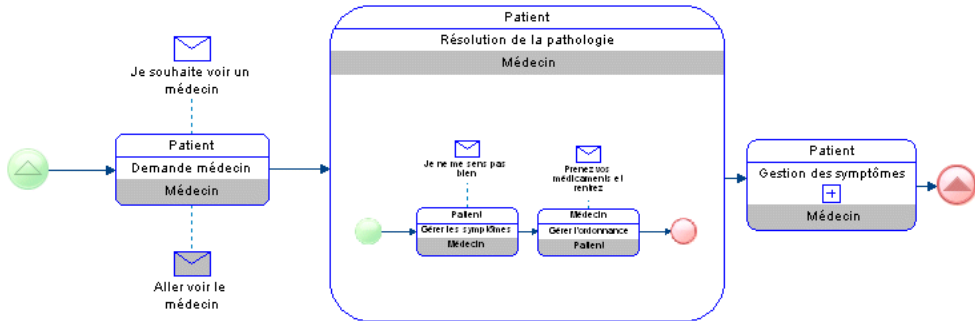 Je souhaite voir un
médecin
Patient
Demande médecin
Médecin
Aller voir le
médecin
Patient
Résolution de la pathologie
Médecin
Je ne me sens pas
bien
Patient
Gérer les symptômes
Médecin
Prenez vos
médicaments et
rentrez
Médecin
Gérer l'ordonnance
Patient
Patient
Gestion des symptômes
Médecin